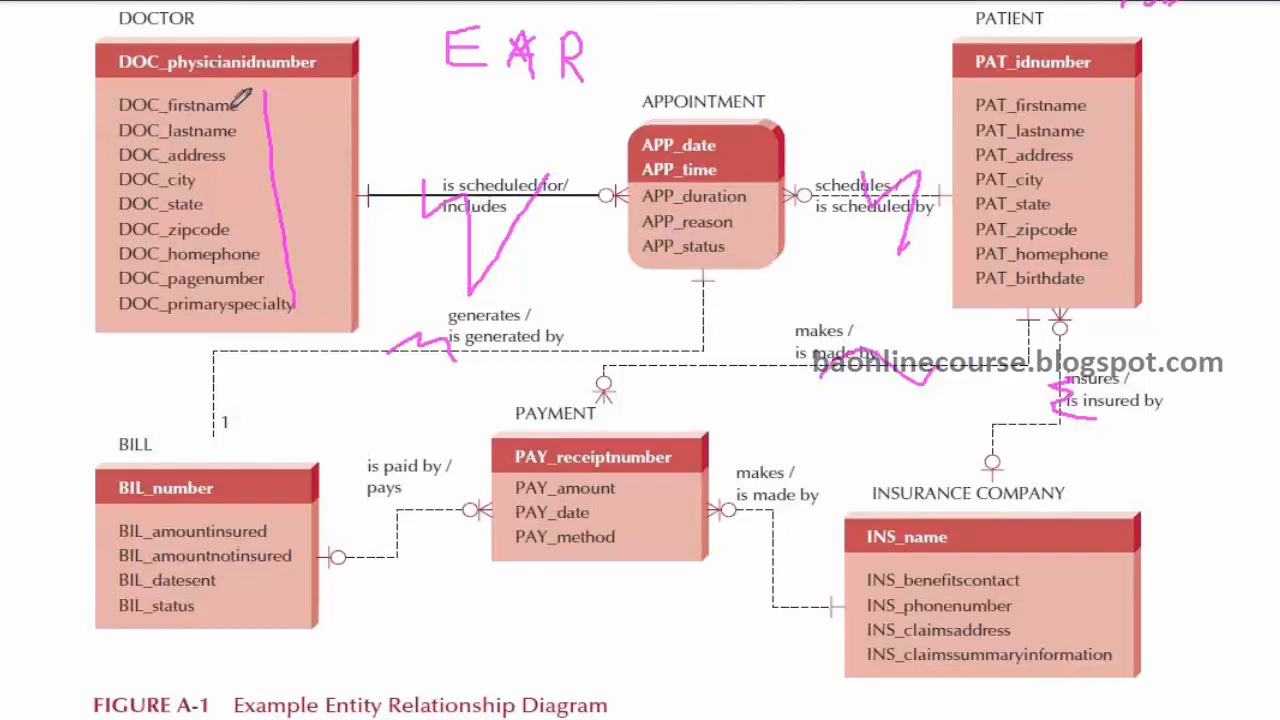 DOCTOR
DOC_physicianidnumber
DOC_firstname
DOC_lastname
DOC_address
DOC_city
DOC_state
DOC_zipcode
DOC_homephone
DOC_pagenumber
DOC_primaryspecialty
E A R
is scheduled for/
includes
APPOINTMENT
APP_date
APP_time
APP_duration
APP_reason
APP_status
schedules /
is scheduled by
PATIENT
PAT_idnumber
PAT_firstname
PAT_lastname
PAT_address
PAT_city
PAT_state
PAT_zipcode
PAT_homephone
PAT_birthdate
generates /
is generated by
makes /
is made by
baonlinecourse.blogspot.com
insures /
is insured by
1
BILL
BIL_number
BIL_amountinsured
BIL_amountnotinsured
BIL_datesent
BIL_status
is paid by /
pays
PAYMENT
PAY_receiptnumber
PAY_amount
PAY_date
PAY_method
makes /
is made by
INSURANCE COMPANY
INS_name
INS_benefitscontact
INS_phonenumber
INS_claimsaddress
INS_claimssummaryinformation
FIGURE A-1 Example Entity Relationship Diagram